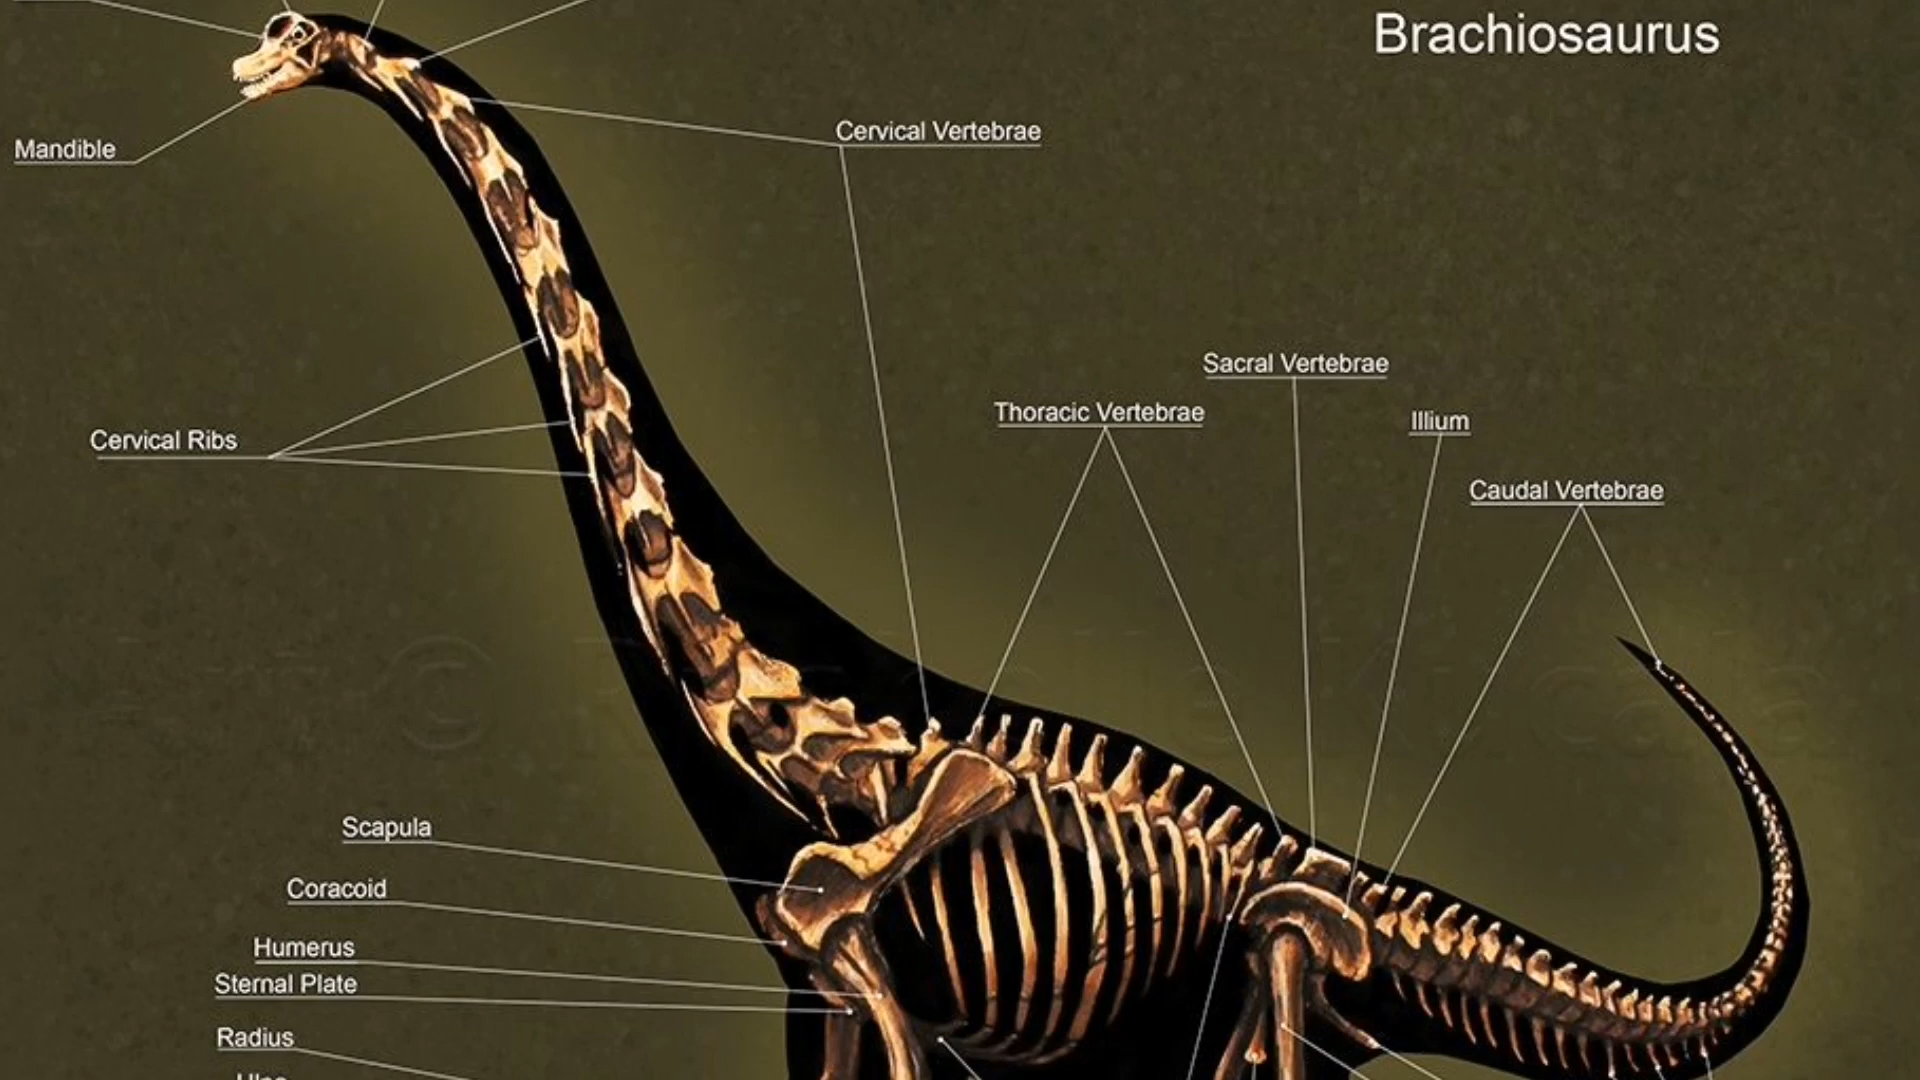 Brachiosaurus
Cervical Vertebrae
Mandible
Sacral Vertebrae
Thoracic Vertebrae
Illium
Cervical Ribs
Caudal Vertebrae
Scapula
Coracoid
Humerus
Sternal Plate
Radius